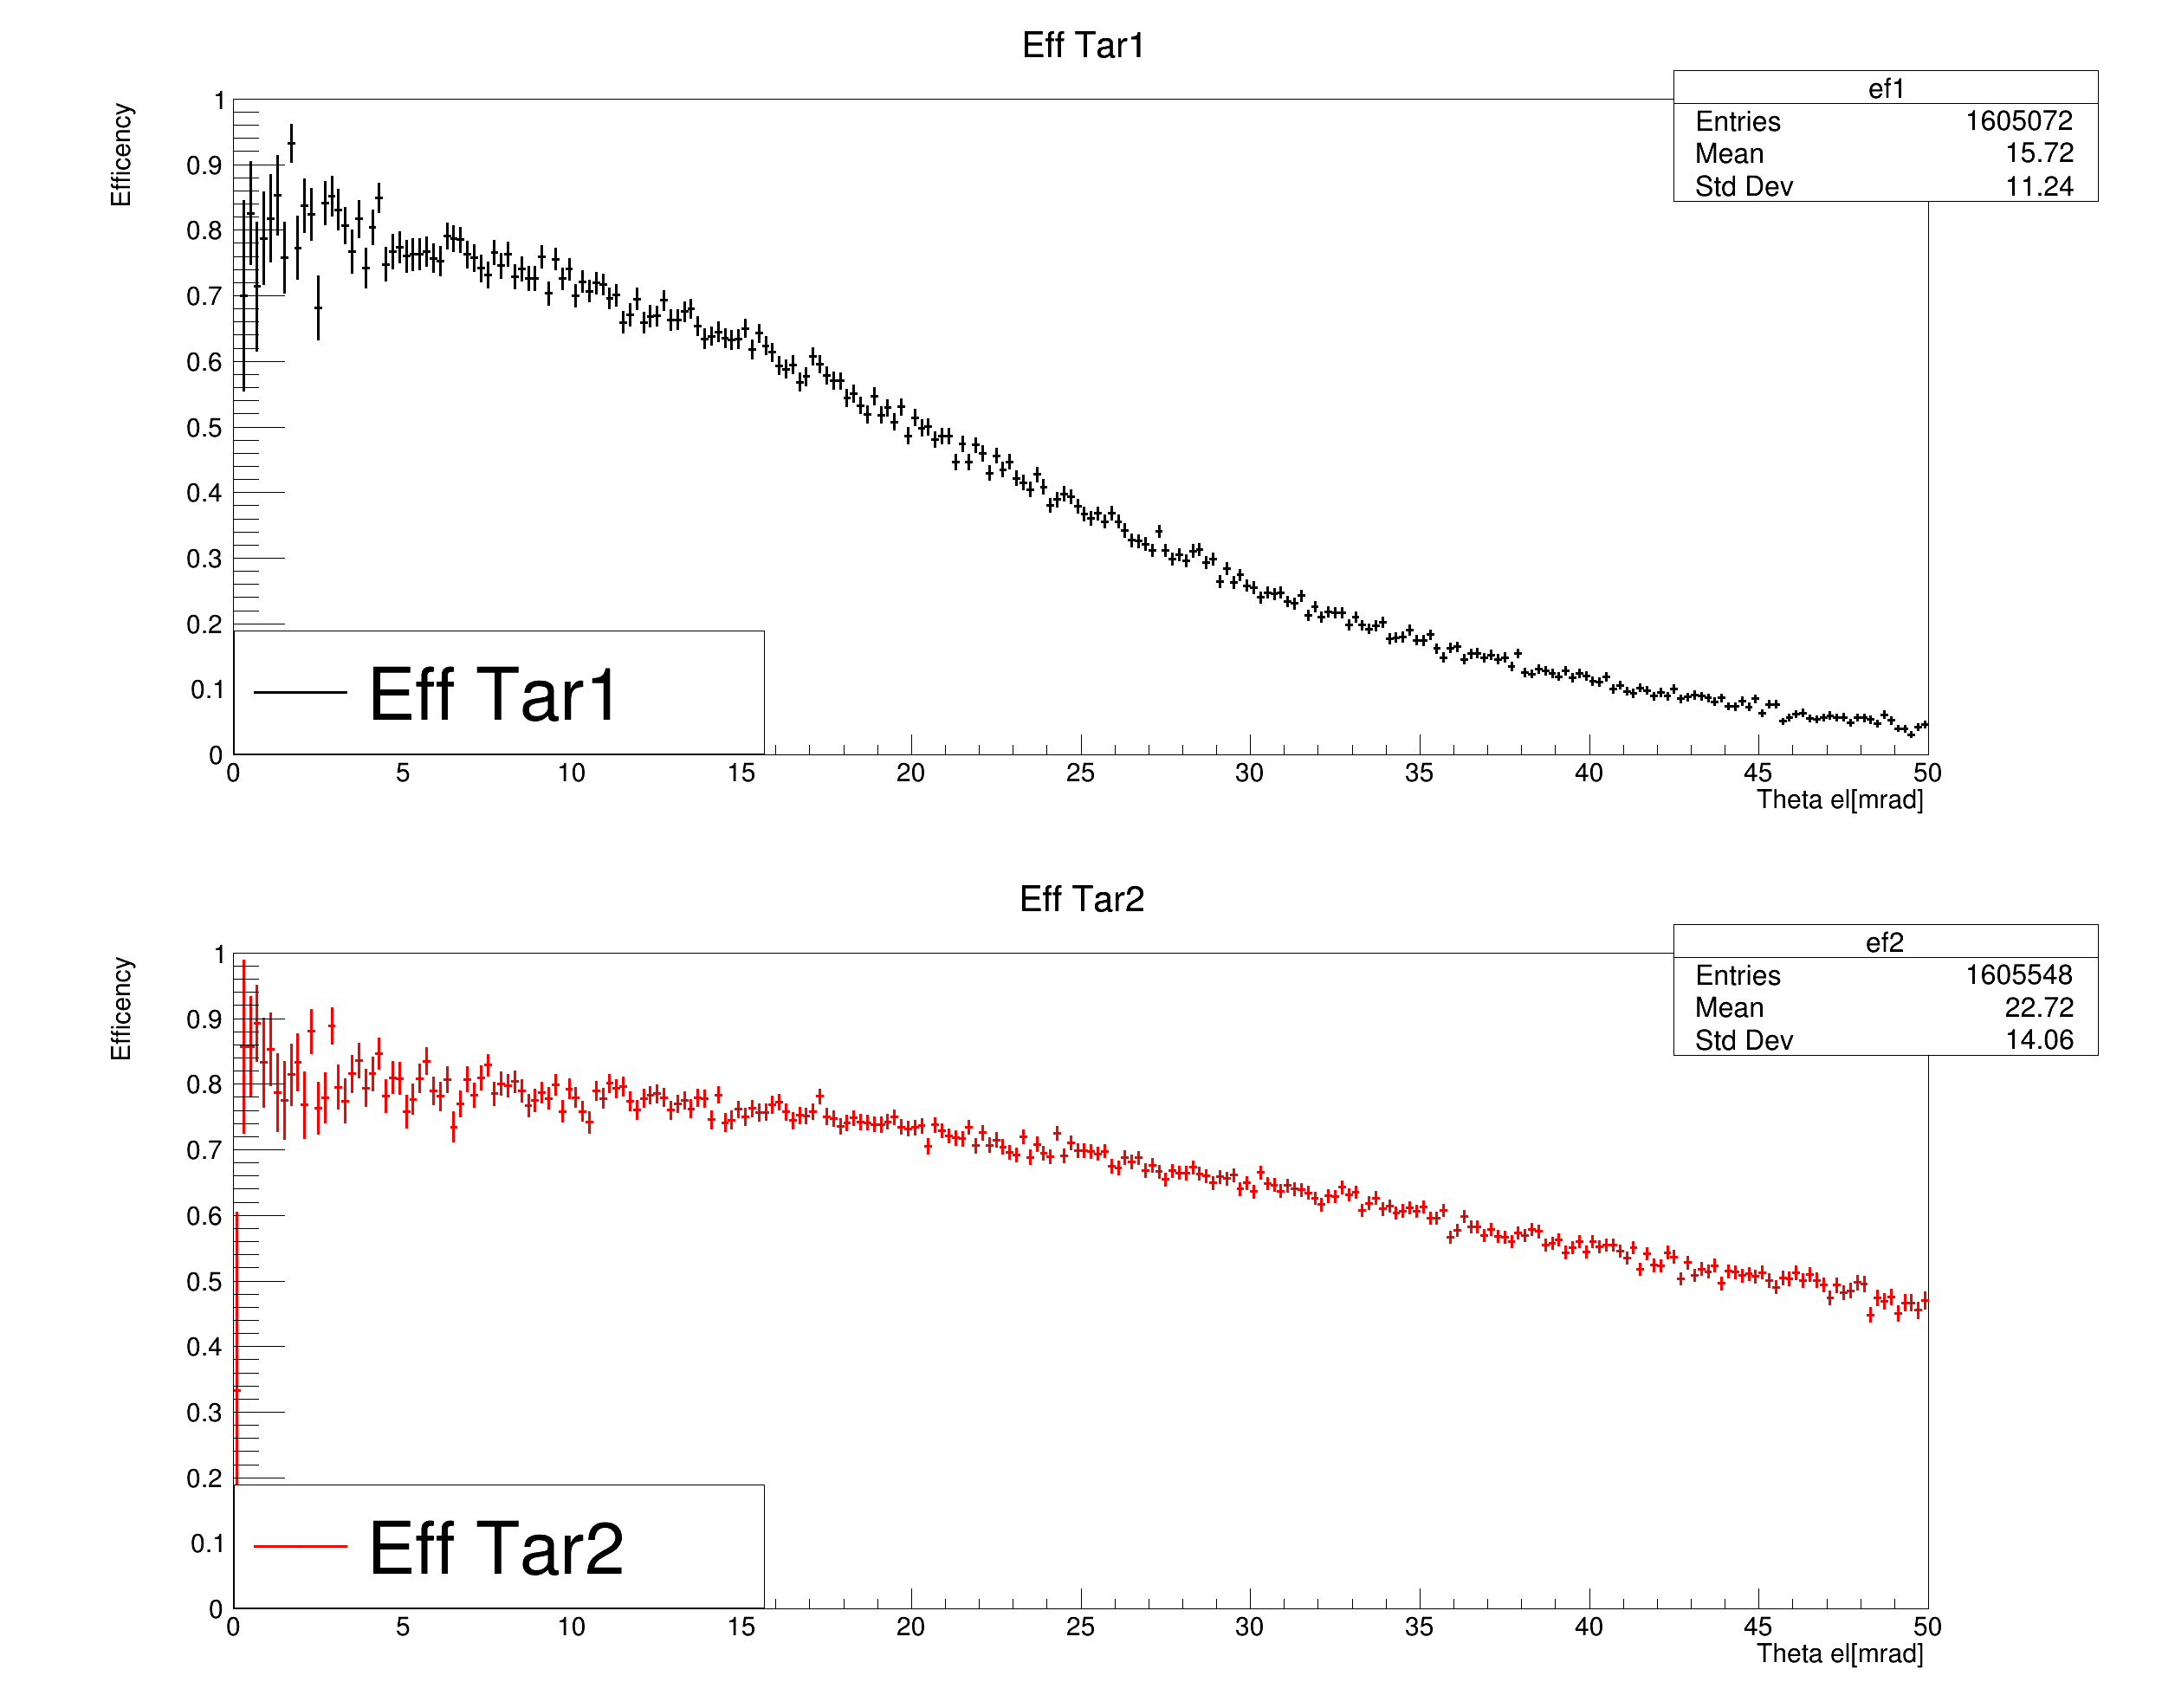 Eff Tar1
ef1
Entries 1605072
Mean 15.72
Std Dev 11.24
Efficency
1
0.9
0.8
0.7
0.6
0.5
0.4
0.3
0.2
0.1
0
Eff Tar1
0 5 10 15 20 25 30 35 40 45 50
Theta el[mrad]
Eff Tar2
ef2
Entries 1605548
Mean 22.72
Std Dev 14.06
Efficency
1
0.9
0.8
0.7
0.6
0.5
0.4
0.3
0.2
0.1
0
Eff Tar2
0 5 10 15 20 25 30 35 40 45 50
Theta el[mrad]